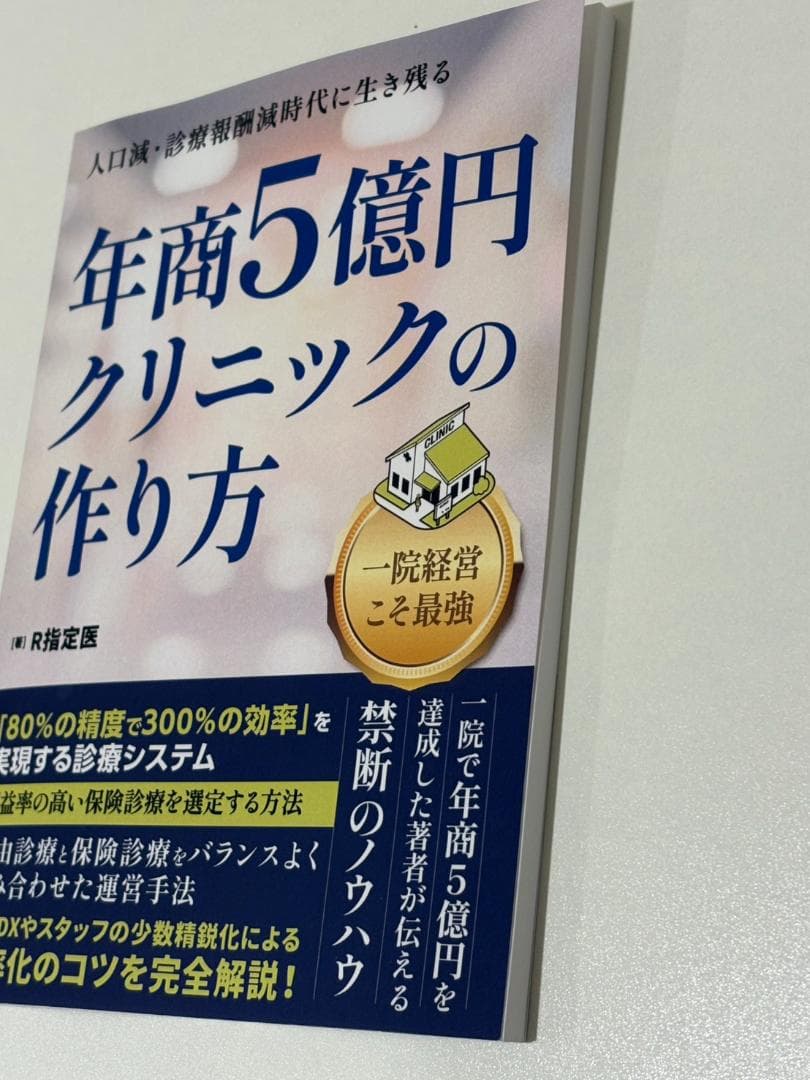 人口減・診療報酬減時代に生き残る
年商5億円
クリニックの
作り方
CLINIC
一院経営
こそ最強
[著] R指定医
一院で年商5億円を
達成した著者が伝える
禁断のノウハウ
「80%の精度で300%の効率」を
実現する診療システム
益率の高い保険診療を選定する方法
由診療と保険診療をバランスよく
み合わせた運営手法
DXやスタッフの少数精鋭化による
率化のコツを完全解説!